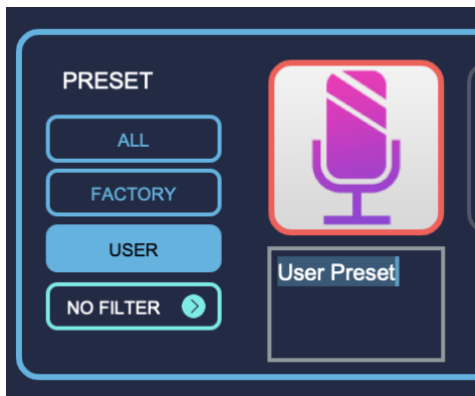 PRESET
ALL
FACTORY
USER
NO FILTER
User Preset